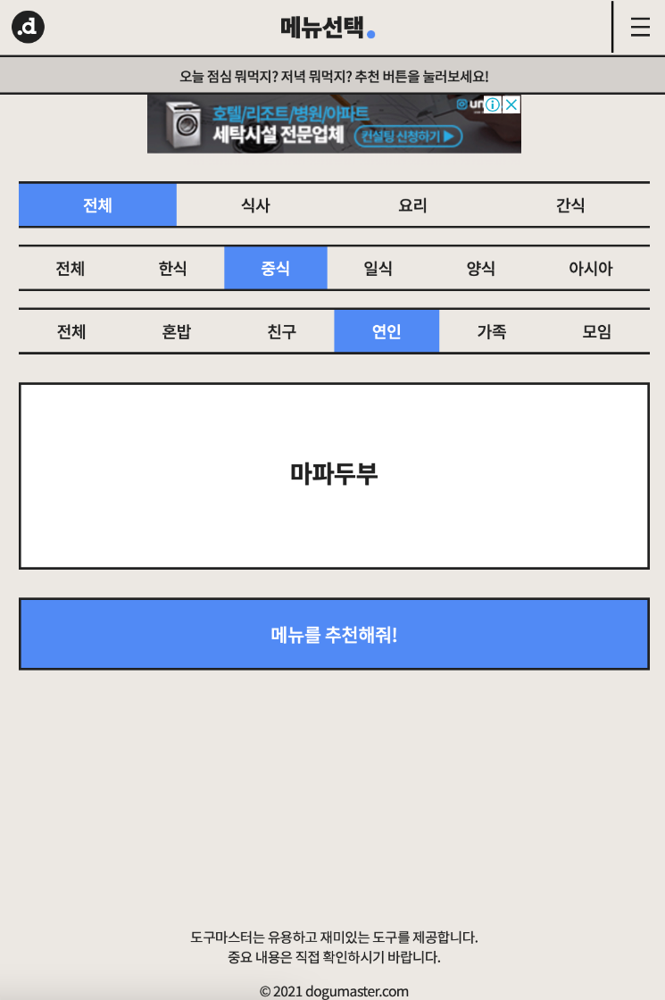 .d
메뉴선택.
오늘 점심 뭐먹지? 저녁 뭐먹지? 추천 버튼을 눌러보세요!
호텔/리조트/병원/아파트
세탁시설 전문업체 컨설팅 신청하기 ▶
전체 식사 요리 간식
전체 한식 중식 일식 양식 아시아
전체 혼밥 친구 연인 가족 모임
마파두부
메뉴를 추천해줘!
도구마스터는 유용하고 재미있는 도구를 제공합니다.
중요 내용은 직접 확인하시기 바랍니다.
© 2021 dogumaster.com